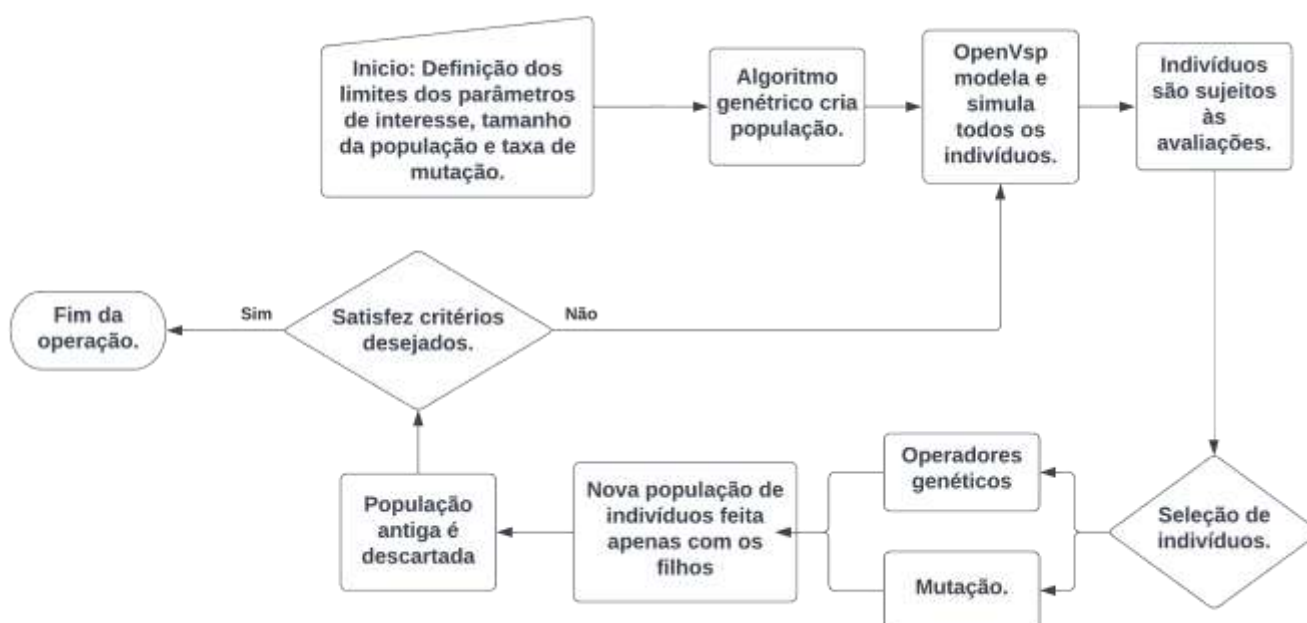 Inicio: Definição dos
limites dos parâmetros
de interesse, tamanho
da população e taxa de
mutação.
Algoritmo
genétrico cria
população.
OpenVsp
modela e
simula
todos os
indivíduos.
Indivíduos
são sujeitos
às
avaliações.
Seleção de
indivíduos.
Operadores
genéticos
Mutação.
Nova população de
indivíduos feita
apenas com os
filhos
População
antiga é
descartada
Satisfez critérios
desejados.
Sim
Não
Fim da
operação.